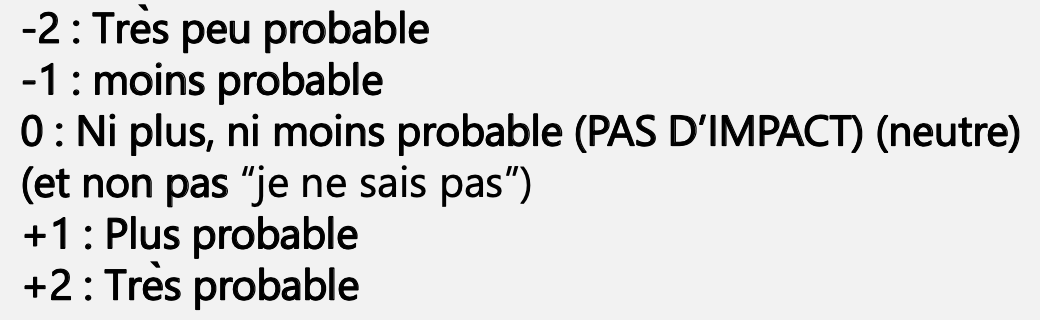 -2 : Très peu probable
-1 : moins probable
0 : Ni plus, ni moins probable (PAS D’IMPACT) (neutre)
(et non pas “je ne sais pas”)
+1 : Plus probable
+2 : Très probable